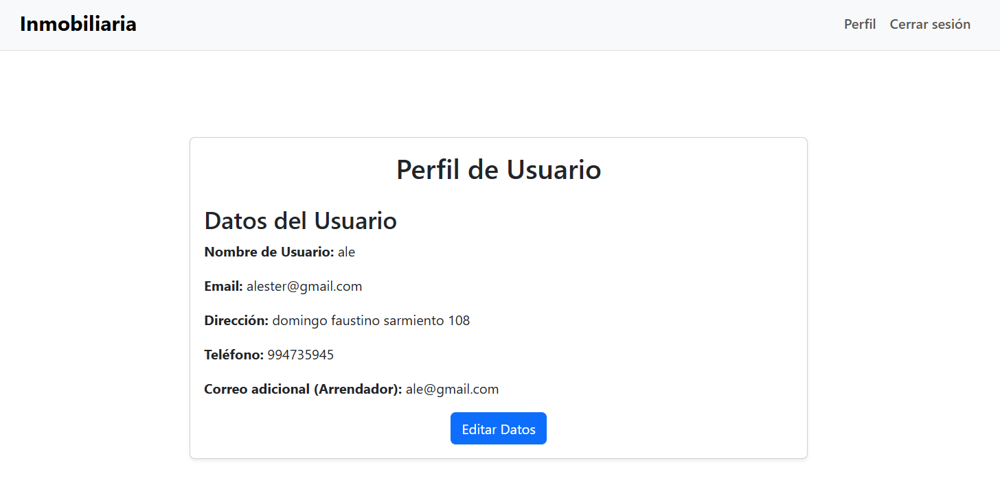 Inmobiliaria
Perfil
Cerrar sesión
Perfil de Usuario
Datos del Usuario
Nombre de Usuario: ale
Email: alester@gmail.com
Dirección: domingo faustino sarmiento 108
Teléfono: 994735945
Correo adicional (Arrendador): ale@gmail.com
Editar Datos